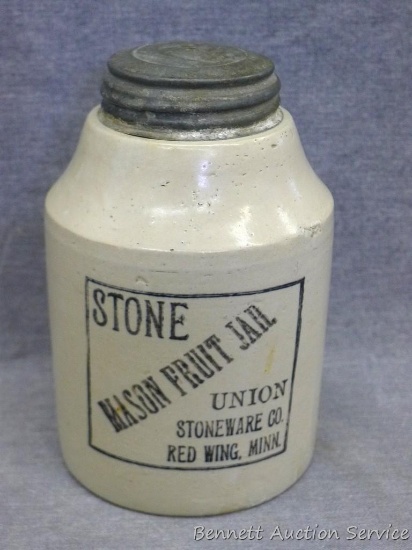 STONE
MASON FRUIT JAR
UNION
STONEWARE CO.
RED WING, MINN.
Bennett Auction Service